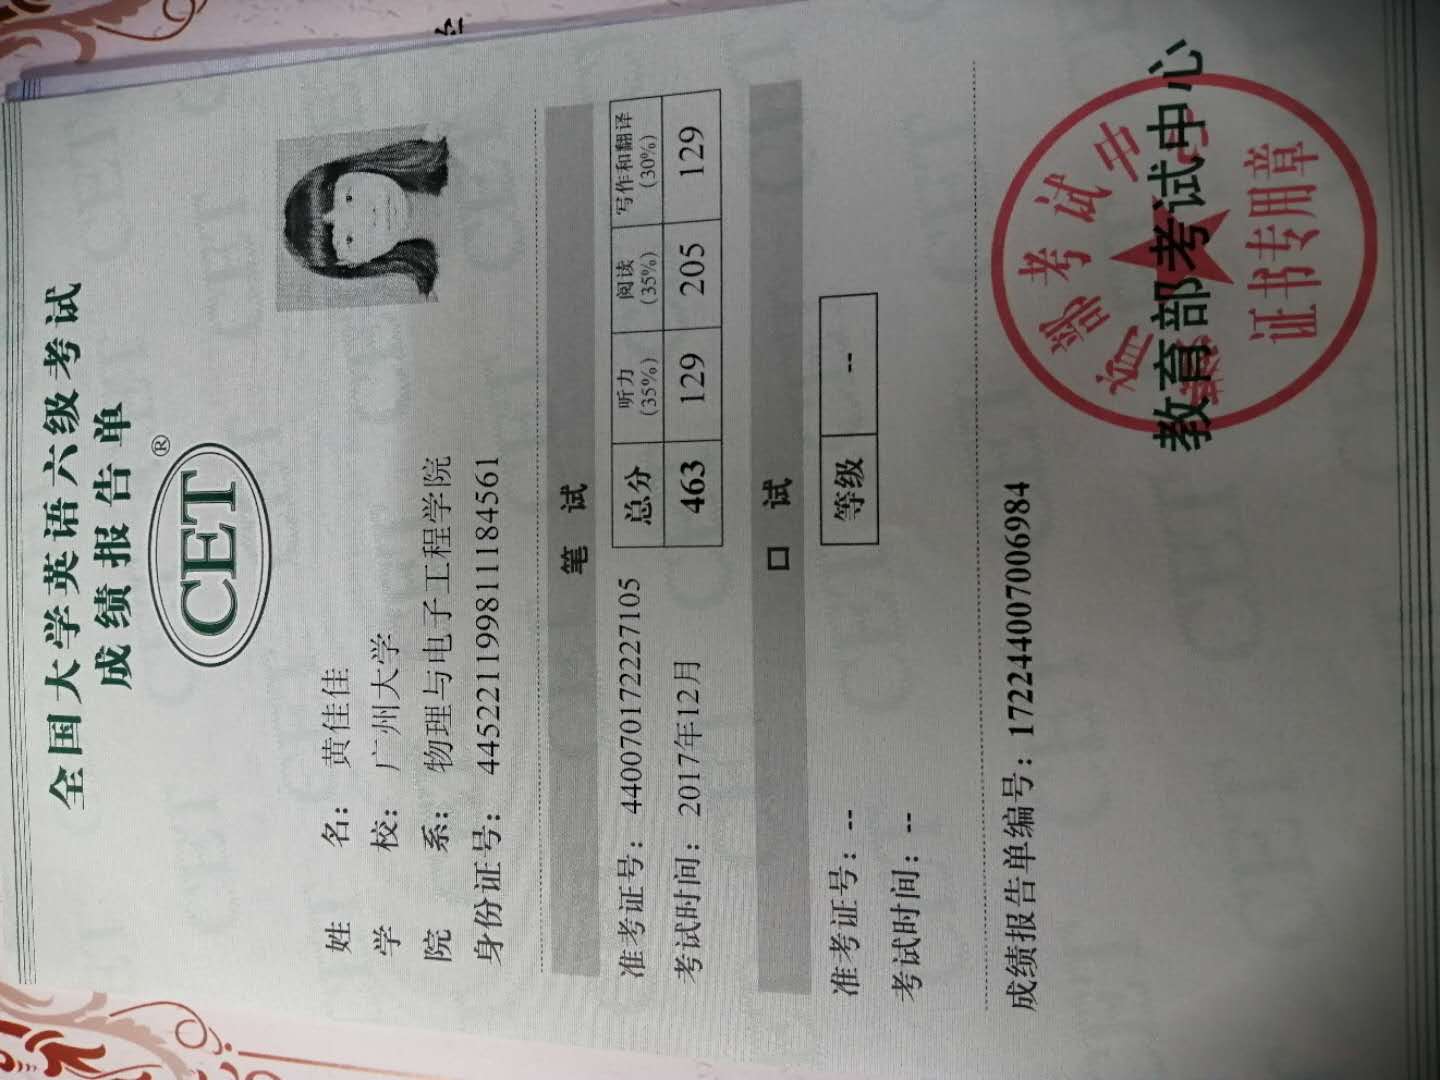 全国大学英语六级考试
成绩报告单
CET®
姓 名： 黄佳佳
学 校： 广州大学
院 系： 物理与电子工程学院
身份证号： 445221199811184561
笔 试
准考证号： 440070172227105
考试时间： 2017年12月
总分 听力(35%) 阅读(35%) 写作和翻译(30%)
463 129 205 129
口 试
准考证号： --
考试时间： --
等级 --
成绩报告单编号：172244007006984
教育部考试中心
证书专用章